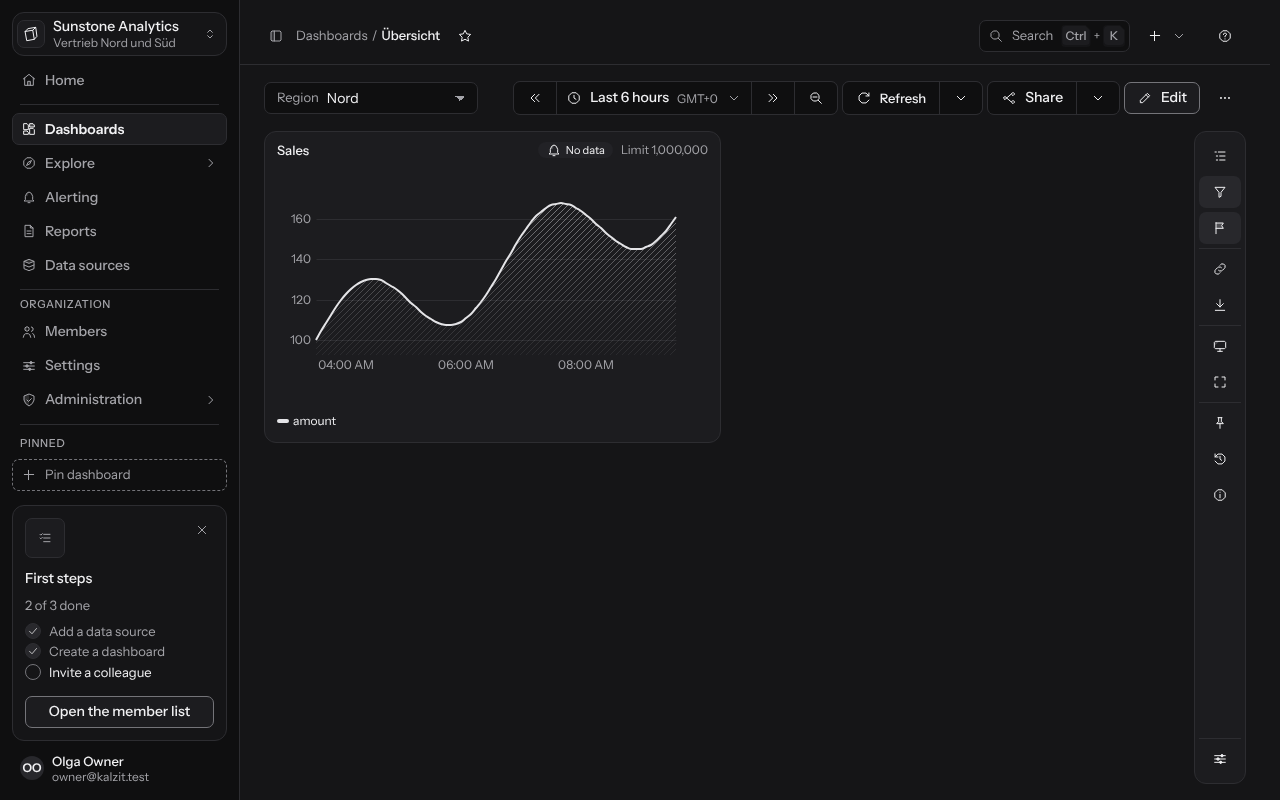 Sunstone Analytics
Vertrieb Nord und Süd
Home
Dashboards
Explore
Alerting
Reports
Data sources
ORGANIZATION
Members
Settings
Administration
PINNED
Pin dashboard
First steps
2 of 3 done
Add a data source
Create a dashboard
Invite a colleague
Open the member list
OO
Olga Owner
owner@kalzit.test
Dashboards / Übersicht
Search Ctrl + K
Region Nord
Last 6 hours GMT+0
Refresh
Share
Edit
Sales
No data
Limit 1,000,000
160
140
120
100
04:00 AM 06:00 AM 08:00 AM
amount